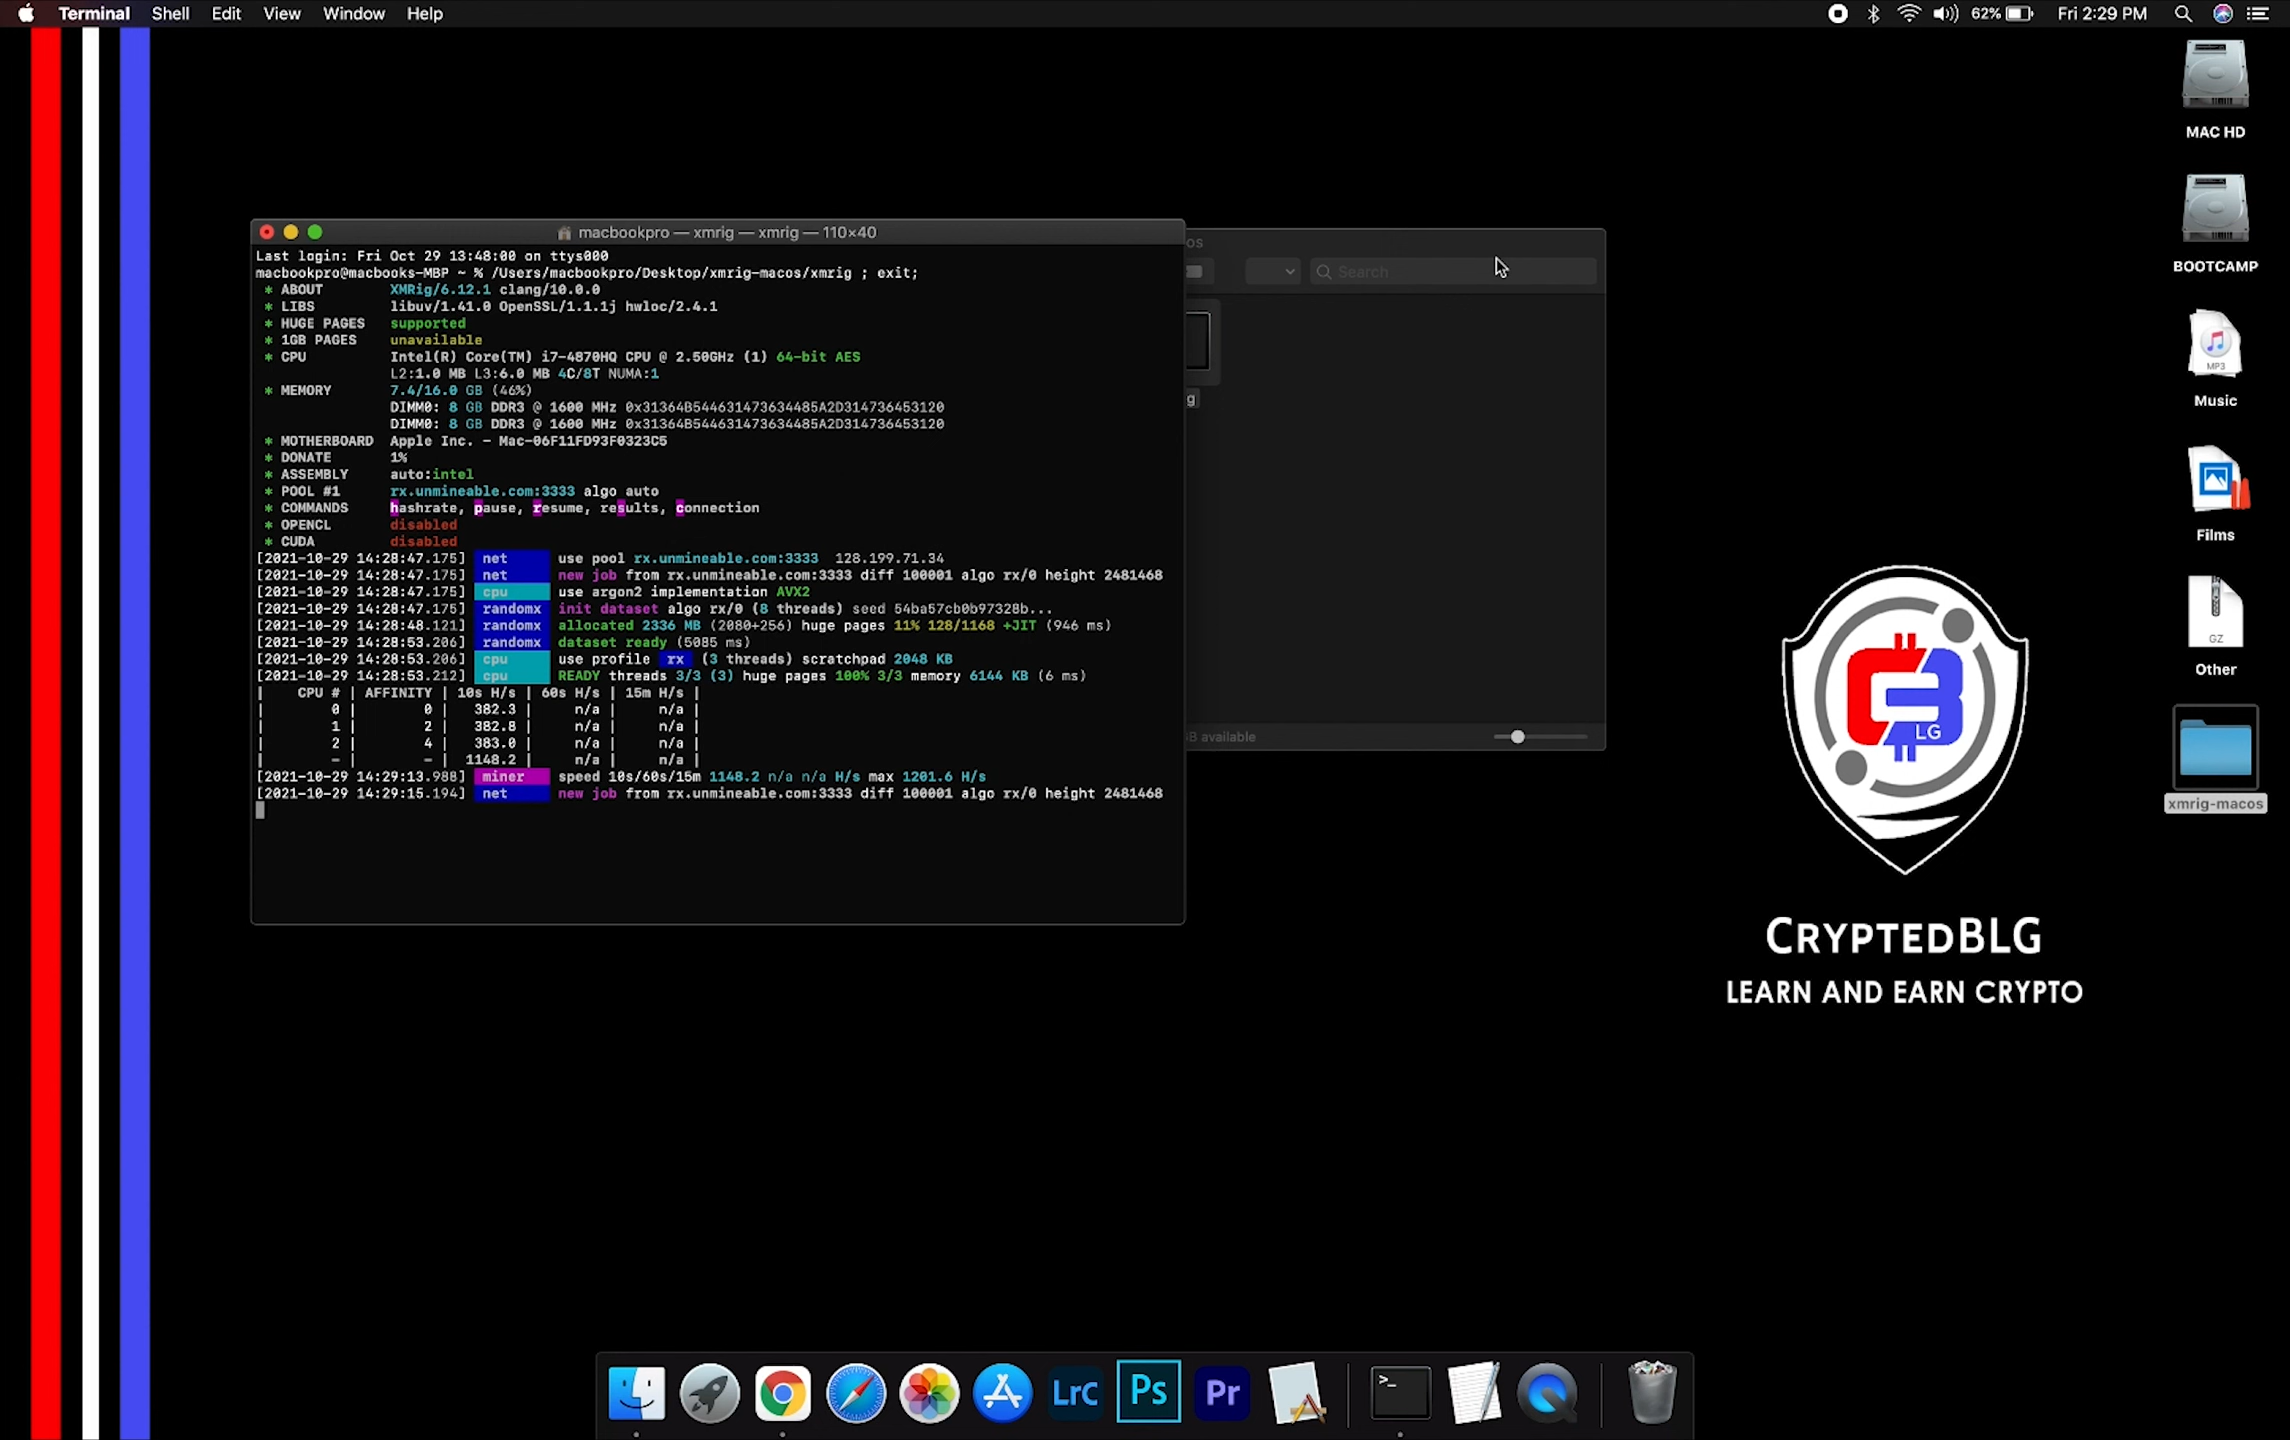 Terminal Shell Edit View Window Help
62% Fri 2:29 PM
macbookpro — xmrig — xmrig — 110×40
Last login: Fri Oct 29 13:48:00 on ttys000
macbookpro@macbooks-MBP ~ % /Users/macbookpro/Desktop/xmrig-macos/xmrig ; exit;
* ABOUT XMRig/6.12.1 clang/10.0.0
* LIBS libuv/1.41.0 OpenSSL/1.1.1j hwloc/2.4.1
* HUGE PAGES supported
* 1GB PAGES unavailable
* CPU Intel(R) Core(TM) i7-4870HQ CPU @ 2.50GHz (1) 64-bit AES
L2:1.0 MB L3:6.0 MB 4C/8T NUMA:1
* MEMORY 7.4/16.0 GB (46%)
DIMM0: 8 GB DDR3 @ 1600 MHz 0x31364B544631473634485A2D314736453120
DIMM0: 8 GB DDR3 @ 1600 MHz 0x31364B544631473634485A2D314736453120
* MOTHERBOARD Apple Inc. - Mac-06F11FD93F0323C5
* DONATE 1%
* ASSEMBLY auto:intel
* POOL #1 rx.unmineable.com:3333 algo auto
* COMMANDS hashrate, pause, resume, results, connection
* OPENCL disabled
* CUDA disabled
[2021-10-29 14:28:47.175] net use pool rx.unmineable.com:3333 128.199.71.34
[2021-10-29 14:28:47.175] net new job from rx.unmineable.com:3333 diff 100001 algo rx/0 height 2481468
[2021-10-29 14:28:47.175] cpu use argon2 implementation AVX2
[2021-10-29 14:28:47.175] randomx init dataset algo rx/0 (8 threads) seed 54ba57cb0b97328b...
[2021-10-29 14:28:48.121] randomx allocated 2336 MB (2080+256) huge pages 11% 128/1168 +JIT (946 ms)
[2021-10-29 14:28:53.206] randomx dataset ready (5085 ms)
[2021-10-29 14:28:53.206] cpu use profile rx (3 threads) scratchpad 2048 KB
[2021-10-29 14:28:53.212] cpu READY threads 3/3 (3) huge pages 100% 3/3 memory 6144 KB (6 ms)
| CPU # | AFFINITY | 10s H/s | 60s H/s | 15m H/s |
| 0 | 0 | 382.3 | n/a | n/a |
| 1 | 2 | 382.8 | n/a | n/a |
| 2 | 4 | 383.0 | n/a | n/a |
| - | - | 1148.2 | n/a | n/a |
[2021-10-29 14:29:13.988] miner speed 10s/60s/15m 1148.2 n/a n/a H/s max 1201.6 H/s
[2021-10-29 14:29:15.194] net new job from rx.unmineable.com:3333 diff 100001 algo rx/0 height 2481468
os
Search
g
B available
MAC HD
BOOTCAMP
MP3
Music
Films
GZ
Other
xmrig-macos
LG
CRYPTEDBLG
LEARN AND EARN CRYPTO
LrC Ps Pr >_